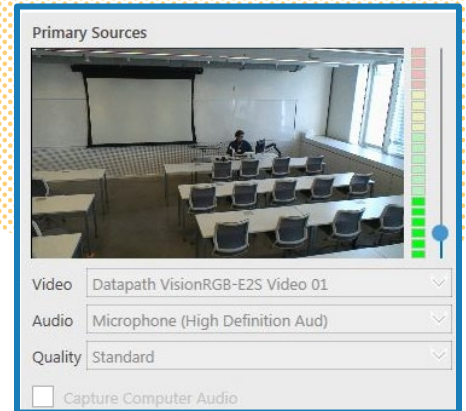 Primary Sources
Video Datapath VisionRGB-E2S Video 01
Audio Microphone (High Definition Aud)
Quality Standard
Capture Computer Audio